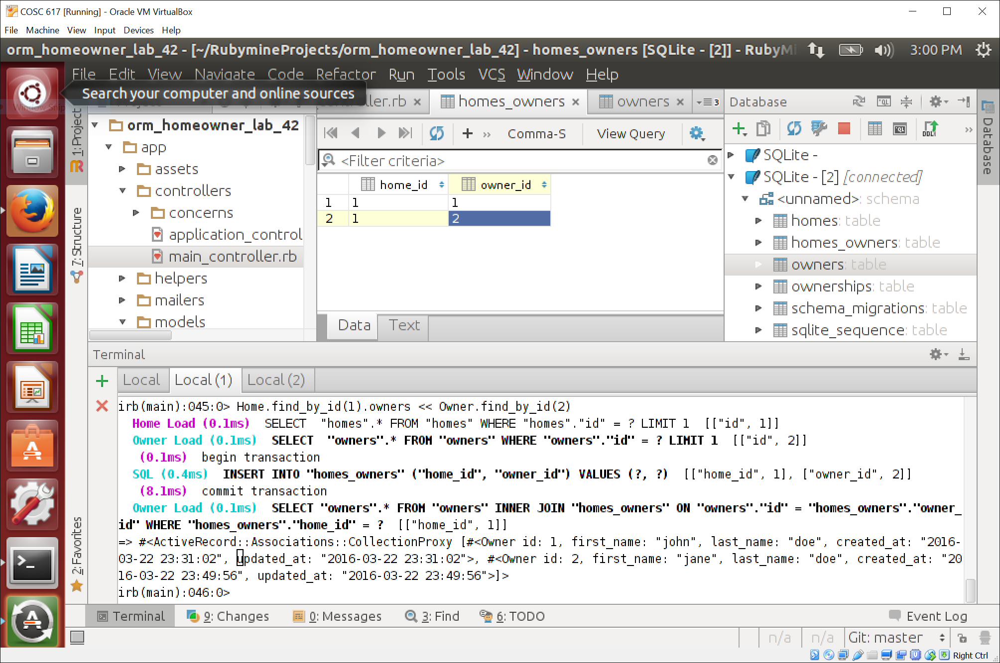 COSC 617 [Running] - Oracle VM VirtualBox
File Machine View Input Devices Help
orm_homeowner_lab_42 - [~/RubymineProjects/orm_homeowner_lab_42] - homes_owners [SQLite - [2]] - RubyMi
3:00 PM
File Edit View Navigate Code Refactor Run Tools VCS Window Help
Search your computer and online sources
homes_owners
owners
3
Database
1: Project
7: Structure
2: Favorites
orm_homeowner_lab_42
app
assets
controllers
concerns
application_control
main_controller.rb
helpers
mailers
models
Comma-S
View Query
<Filter criteria>
home_id owner_id
1 1 1
2 1 2
Data Text
SQLite -
SQLite - [2] [connected]
<unnamed>: schema
homes: table
homes_owners: table
owners: table
ownerships: table
schema_migrations: table
sqlite_sequence: table
Database
Terminal
Local Local (1) Local (2)
irb(main):045:0> Home.find_by_id(1).owners << Owner.find_by_id(2)
Home Load (0.1ms)  SELECT  "homes".* FROM "homes" WHERE "homes"."id" = ? LIMIT 1  [["id", 1]]
Owner Load (0.1ms)  SELECT  "owners".* FROM "owners" WHERE "owners"."id" = ? LIMIT 1  [["id", 2]]
(0.1ms)  begin transaction
SQL (0.4ms)  INSERT INTO "homes_owners" ("home_id", "owner_id") VALUES (?, ?)  [["home_id", 1], ["owner_id", 2]]
(8.1ms)  commit transaction
Owner Load (0.1ms)  SELECT "owners".* FROM "owners" INNER JOIN "homes_owners" ON "owners"."id" = "homes_owners"."owner_
id" WHERE "homes_owners"."home_id" = ?  [["home_id", 1]]
=> #<ActiveRecord::Associations::CollectionProxy [#<Owner id: 1, first_name: "john", last_name: "doe", created_at: "2016-
03-22 23:31:02", updated_at: "2016-03-22 23:31:02">, #<Owner id: 2, first_name: "jane", last_name: "doe", created_at: "20
16-03-22 23:49:56", updated_at: "2016-03-22 23:49:56">]>
irb(main):046:0>
Terminal 9: Changes 0: Messages 3: Find 6: TODO Event Log
n/a n/a Git: master
Right Ctrl